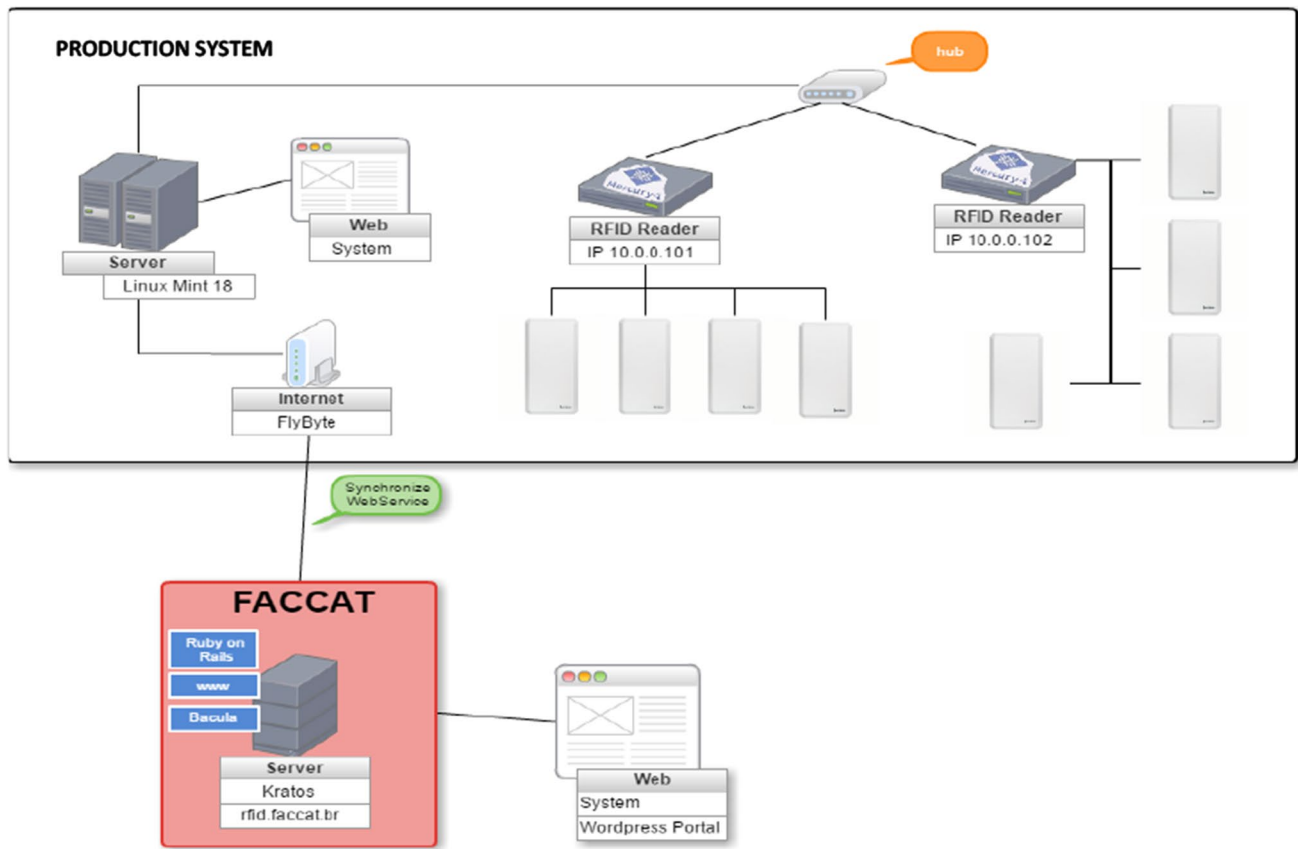 PRODUCTION SYSTEM
hub
Web
System
Server
Linux Mint 18
Mercury4
RFID Reader
IP 10.0.0.101
RFID Reader
IP 10.0.0.102
Internet
FlyByte
Synchronize
WebService
FACCAT
Ruby on
Rails
www
Bacula
Server
Kratos
rfid.faccat.br
Web
System
Wordpress Portal